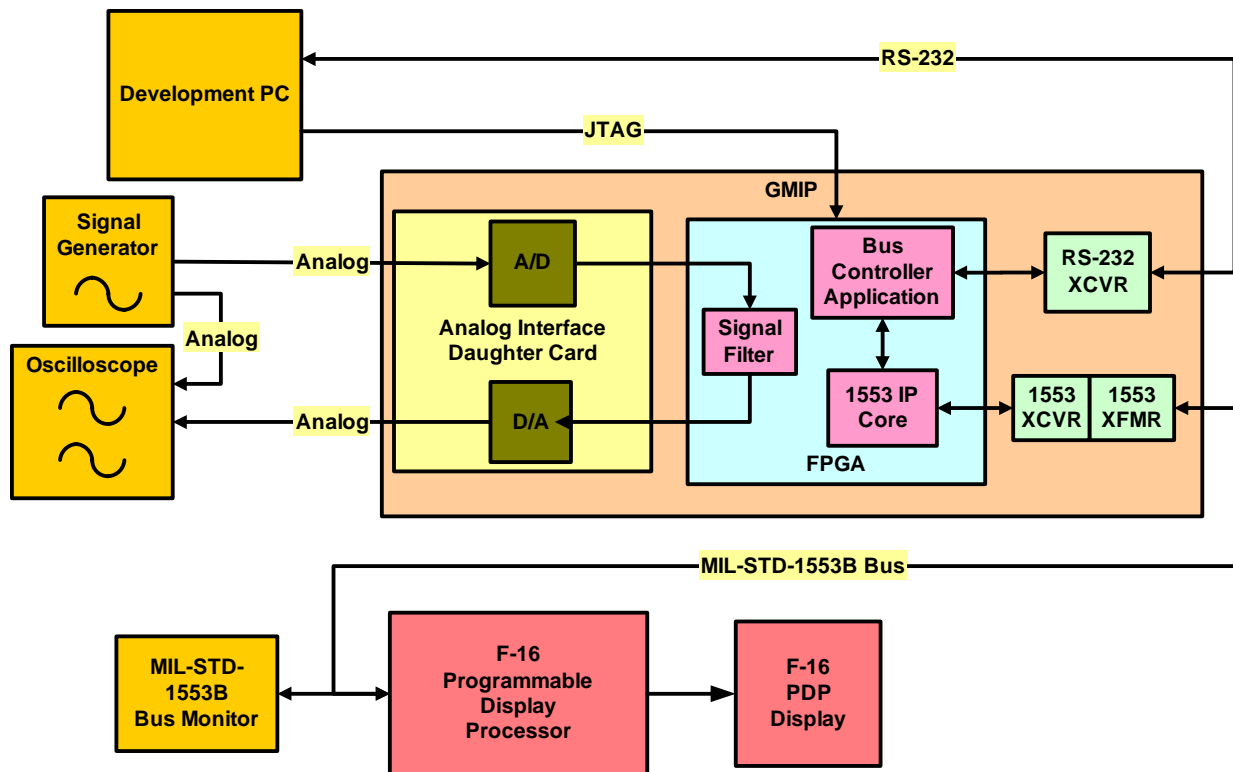 RS-232
Development PC
JTAG
GMIP
Signal
Generator
Analog
A/D
Bus
Controller
Application
RS-232
XCVR
Analog
Analog Interface
Daughter Card
Signal
Filter
Oscilloscope
Analog
D/A
1553 IP
Core
1553
XCVR
1553
XFMR
FPGA
MIL-STD-1553B Bus
MIL-STD-
1553B
Bus Monitor
F-16
Programmable
Display
Processor
F-16
PDP
Display